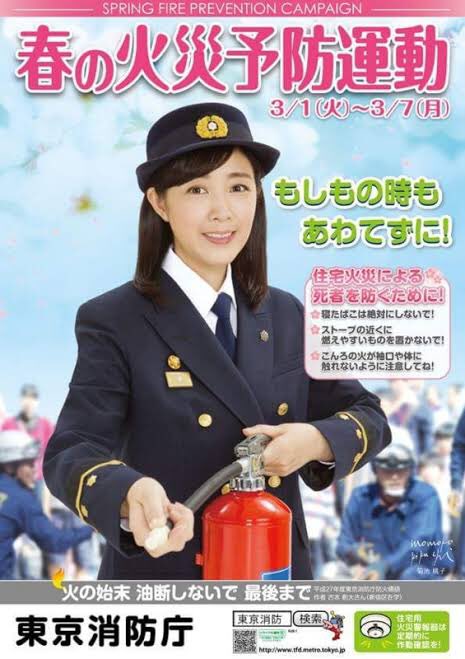 SPRING FIRE PREVENTION CAMPAIGN
春の火災予防運動
3/1(火)～3/7(月)
もしもの時も
あわてずに!
住宅火災による
死者を防ぐために!
寝たばこは絶対にしないで!
ストーブの近くに
燃えやすいものを置かないで!
こんろの火が袖口や体に
触れないように注意してね!
菊池 桃子
火の始末 油断しないで 最後まで
平成27年度東京消防庁防火標語
東京消防庁
東京消防 検索
http://www.tfd.metro.tokyo.jp
住宅用
火災警報器は
定期的に
作動確認を!